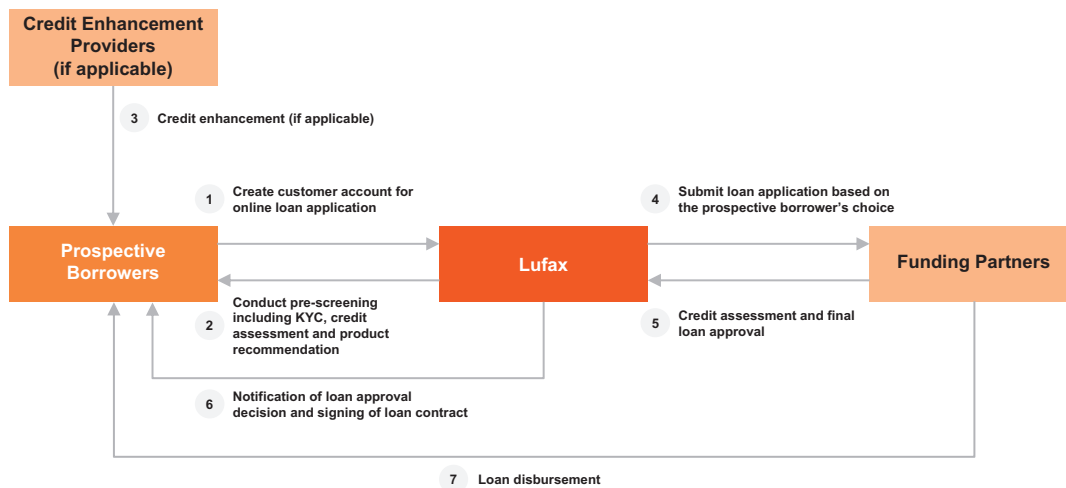 Credit Enhancement
Providers
(if applicable)
3 Credit enhancement (if applicable)
1 Create customer account for
online loan application
4 Submit loan application based on
the prospective borrower’s choice
Prospective
Borrowers
Lufax
Funding Partners
2 Conduct pre-screening
including KYC, credit
assessment and product
recommendation
5 Credit assessment and final
loan approval
6 Notification of loan approval
decision and signing of loan contract
7 Loan disbursement